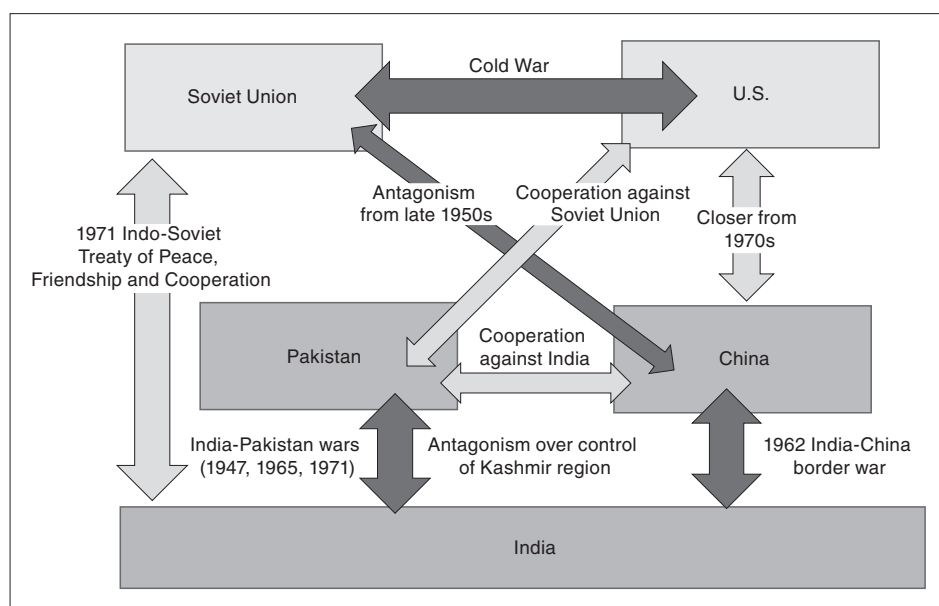 Cold War
Soviet Union
U.S.
Antagonism
from late 1950s
Cooperation against
Soviet Union
Closer from
1970s
1971 Indo-Soviet
Treaty of Peace,
Friendship and Cooperation
Pakistan
Cooperation
against India
China
India-Pakistan wars
(1947, 1965, 1971)
Antagonism over control
of Kashmir region
1962 India-China
border war
India